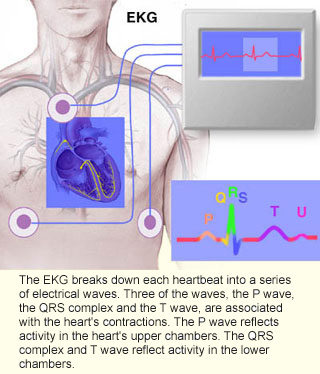 EKG
P Q R S T U
The EKG breaks down each heartbeat into a series
of electrical waves. Three of the waves, the P wave,
the QRS complex and the T wave, are associated
with the heart's contractions. The P wave reflects
activity in the heart's upper chambers. The QRS
complex and T wave reflect activity in the lower
chambers.